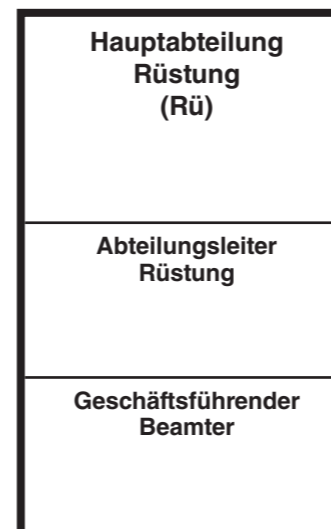 Hauptabteilung
Rüstung
(Rü)
Abteilungsleiter
Rüstung
Geschäftsführender
Beamter